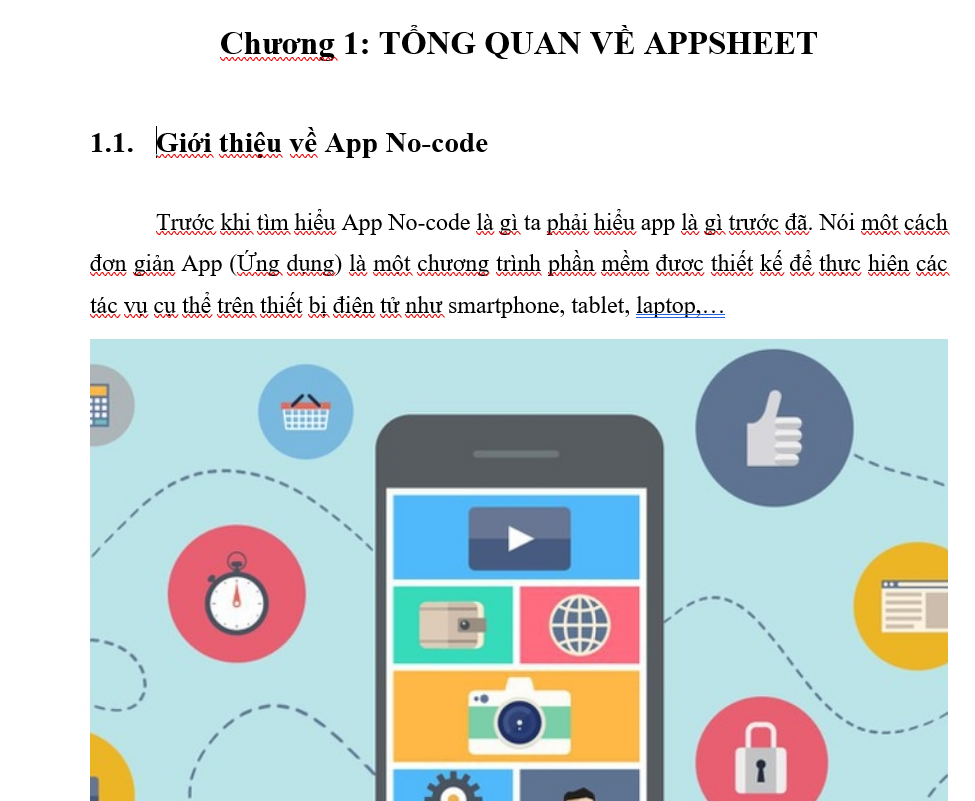 Chương 1: TỔNG QUAN VỀ APPSHEET
1.1. Giới thiệu về App No-code
Trước khi tìm hiểu App No-code là gì ta phải hiểu app là gì trước đã. Nói một cách
đơn giản App (Ứng dụng) là một chương trình phần mềm được thiết kế để thực hiện các
tác vụ cụ thể trên thiết bị điện tử như smartphone, tablet, laptop,…